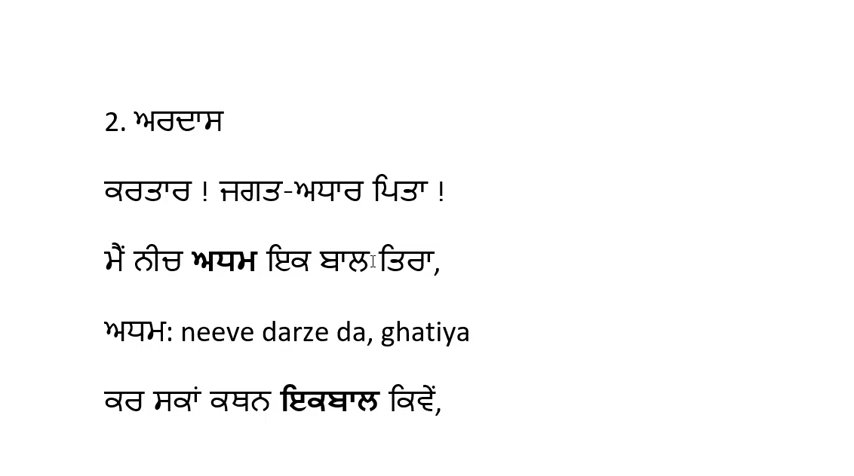 2. ਅਰਦਾਸ
ਕਰਤਾਰ ! ਜਗਤ-ਅਧਾਰ ਪਿਤਾ !
ਮੈਂ ਨੀਚ ਅਧਮ ਇਕ ਬਾਲ ਤਿਰਾ,
ਅਧਮ: neeve darze da, ghatiya
ਕਰ ਸਕਾਂ ਕਥਨ ਇਕਬਾਲ ਕਿਵੇਂ,